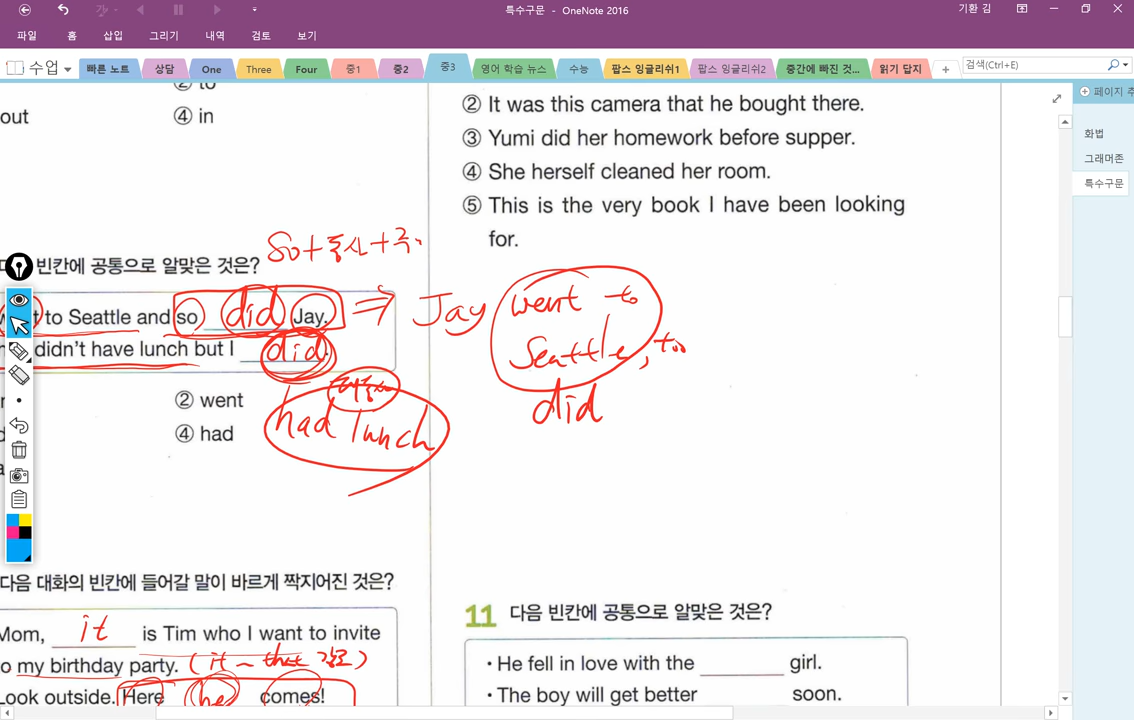 특수구문 - OneNote 2016
기환 김
파일 홈 삽입 그리기 내역 검토 보기
수업 빠른 노트 상담 One Three Four 중1 중2 중3 영어 학습 뉴스 수능 팝스 잉글리쉬1 팝스 잉글리쉬2 중간에 빠진 것... 읽기 답지 +
검색(Ctrl+E)
페이지 추
화법
그래머존
특수구문
② to
out ④ in
빈칸에 공통으로 알맞은 것은?
So+동사+주
t to Seattle and so did Jay. ⇒ Jay went to Seattle, too
did
didn't have lunch but I did.
had lunch
② went
④ had
다음 대화의 빈칸에 들어갈 말이 바르게 짝지어진 것은?
Mom, it is Tim who I want to invite
o my birthday party. (it ~ that 강조)
Look outside. Here he comes!
② It was this camera that he bought there.
③ Yumi did her homework before supper.
④ She herself cleaned her room.
⑤ This is the very book I have been looking
for.
11 다음 빈칸에 공통으로 알맞은 것은?
• He fell in love with the ________ girl.
• The boy will get better ________ soon.